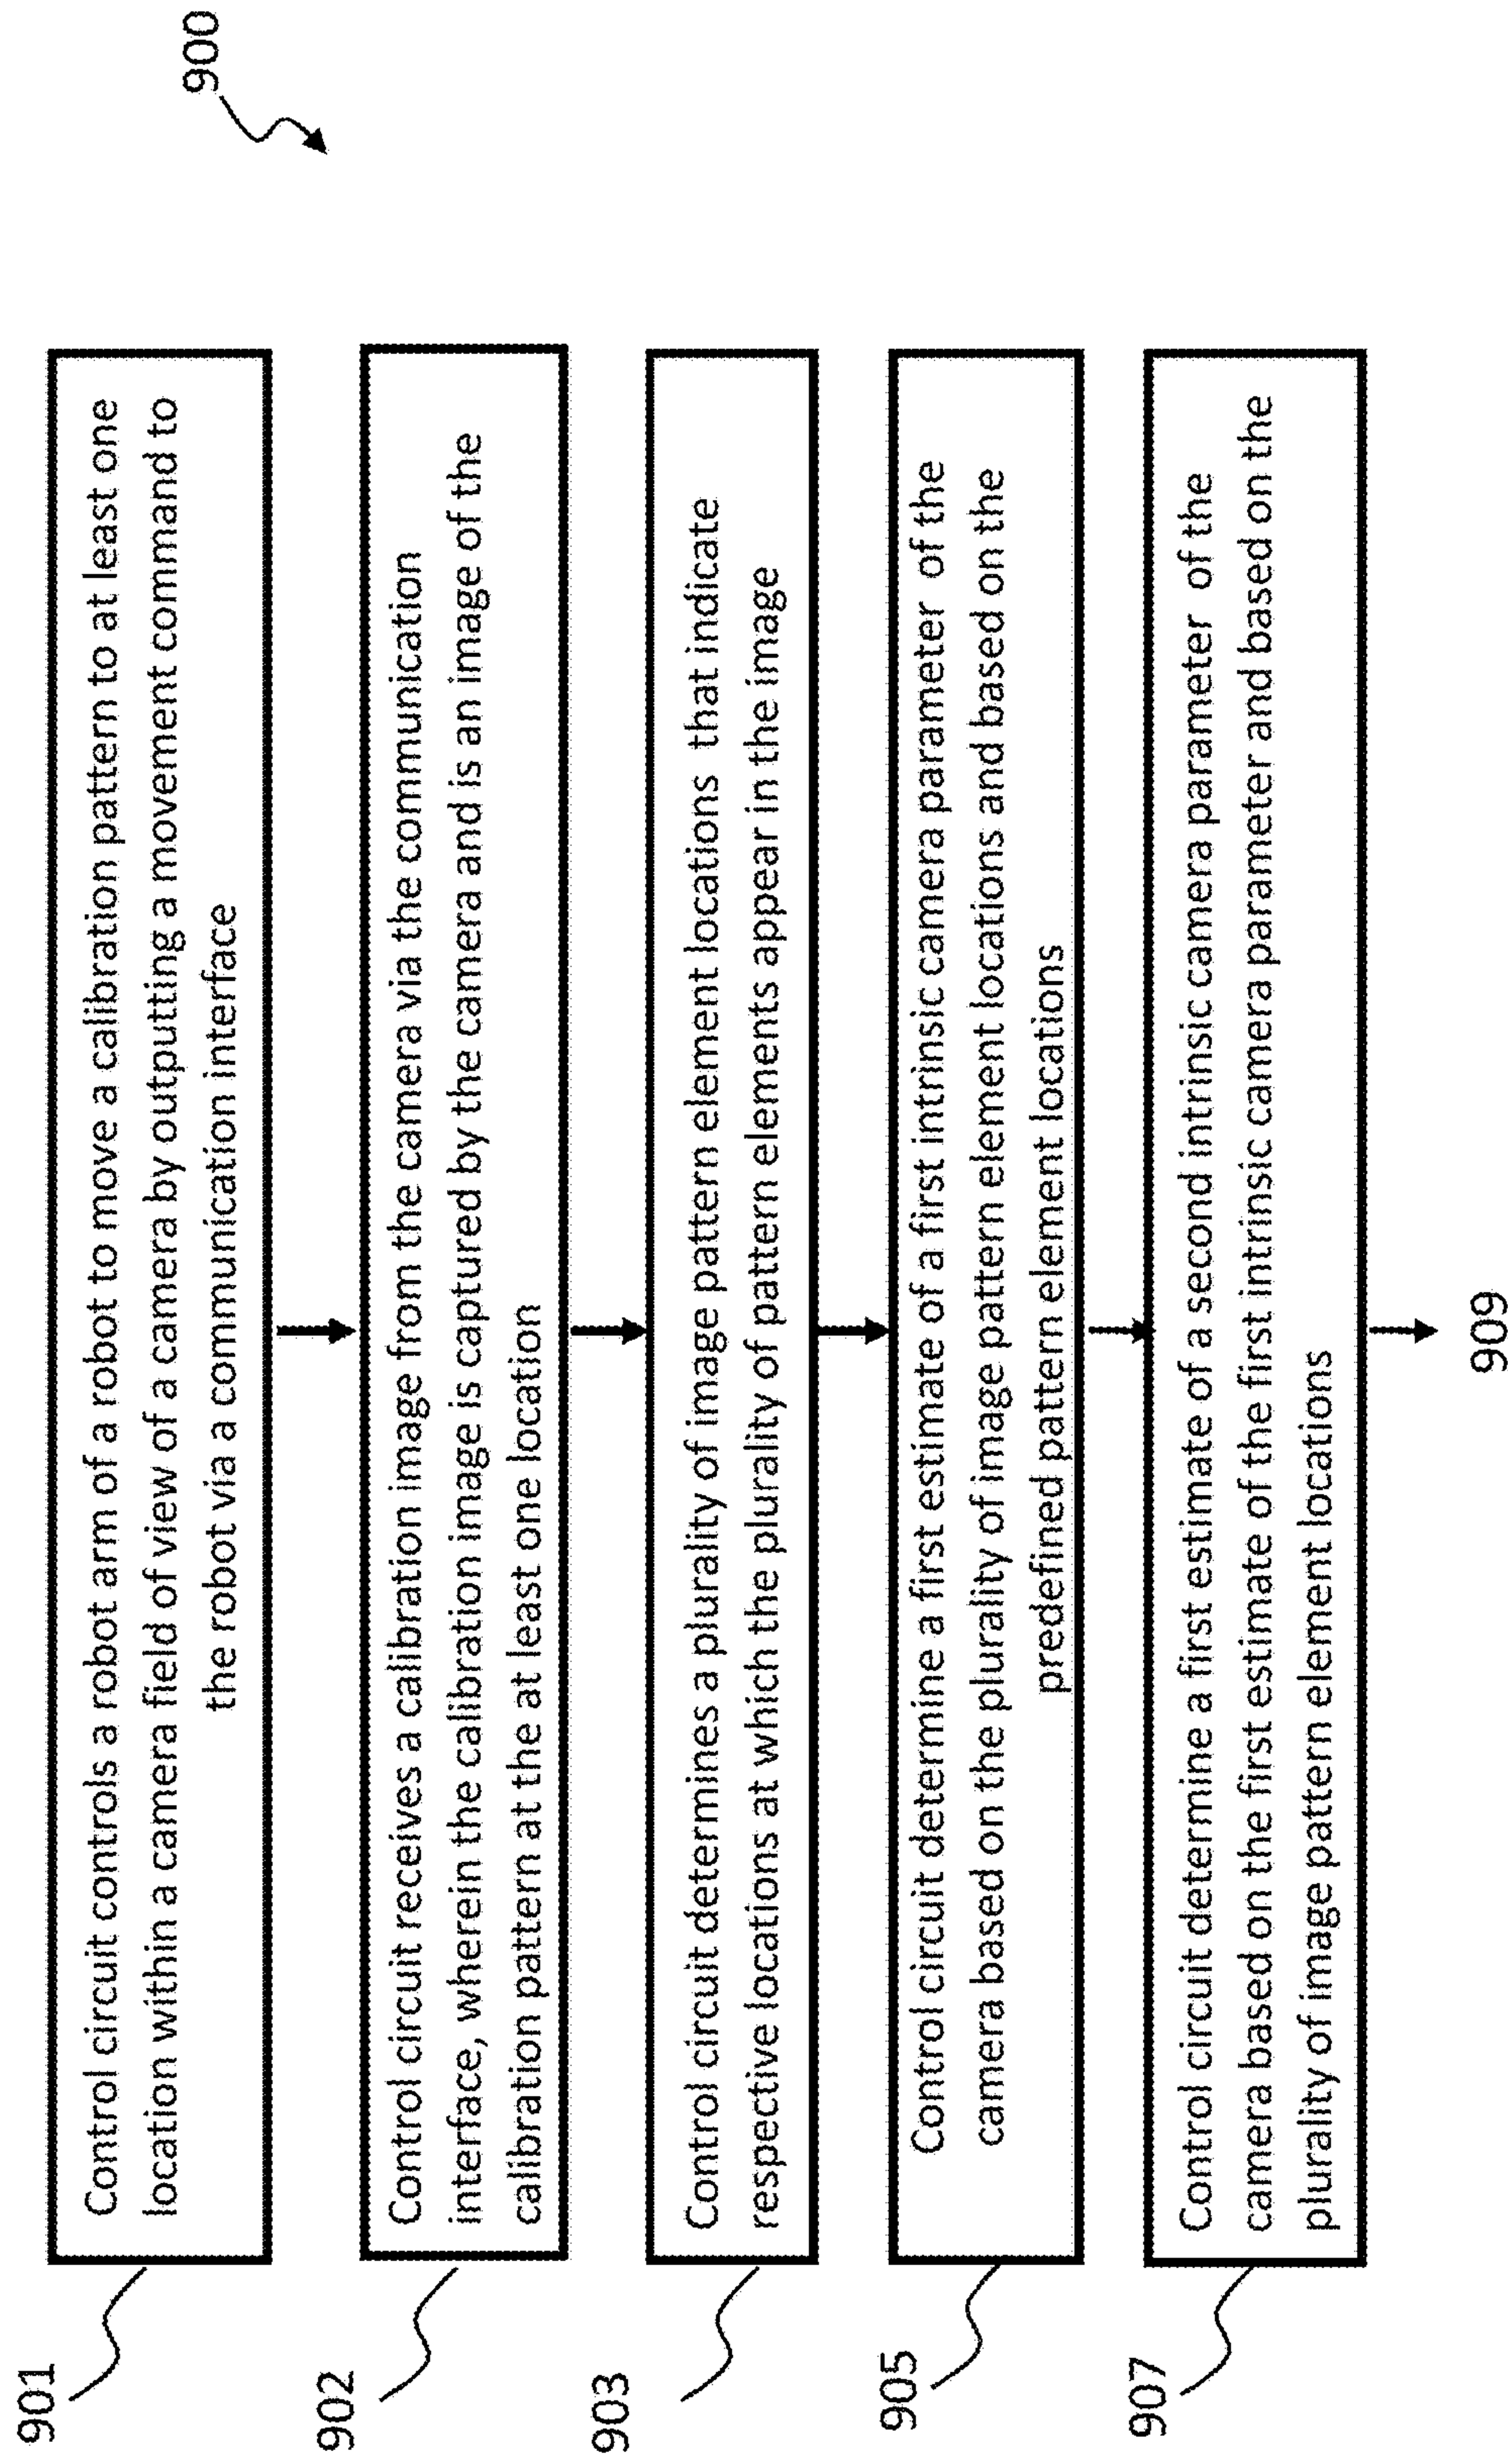 900
901
Control circuit controls a robot arm of a robot to move a calibration pattern to at least one
location within a camera field of view of a camera by outputting a movement command to
the robot via a communication interface
902
Control circuit receives a calibration image from the camera via the communication
interface, wherein the calibration image is captured by the camera and is an image of the
calibration pattern at the at least one location
903
Control circuit determines a plurality of image pattern element locations that indicate
respective locations at which the plurality of pattern elements appear in the image
905
Control circuit determine a first estimate of a first intrinsic camera parameter of the
camera based on the plurality of image pattern element locations and based on the
predefined pattern element locations
907
Control circuit determine a first estimate of a second intrinsic camera parameter of the
camera based on the first estimate of the first intrinsic camera parameter and based on the
plurality of image pattern element locations
909